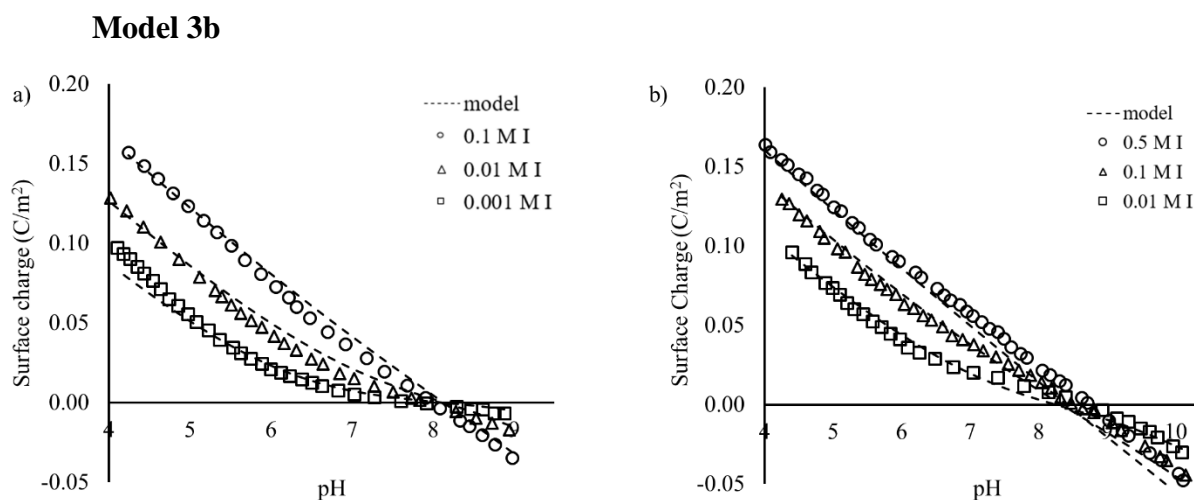 Model 3b
a)
0.20
0.15
0.10
0.05
0.00
-0.05
Surface charge (C/m²)
4
5
6
7
8
9
pH
-----model
○ 0.1 M I
△ 0.01 M I
□ 0.001 M I
b)
0.20
0.15
0.10
0.05
0.00
-0.05
Surface Charge (C/m²)
4
5
6
7
8
9
10
pH
-----model
○ 0.5 M I
△ 0.1 M I
□ 0.01 M I